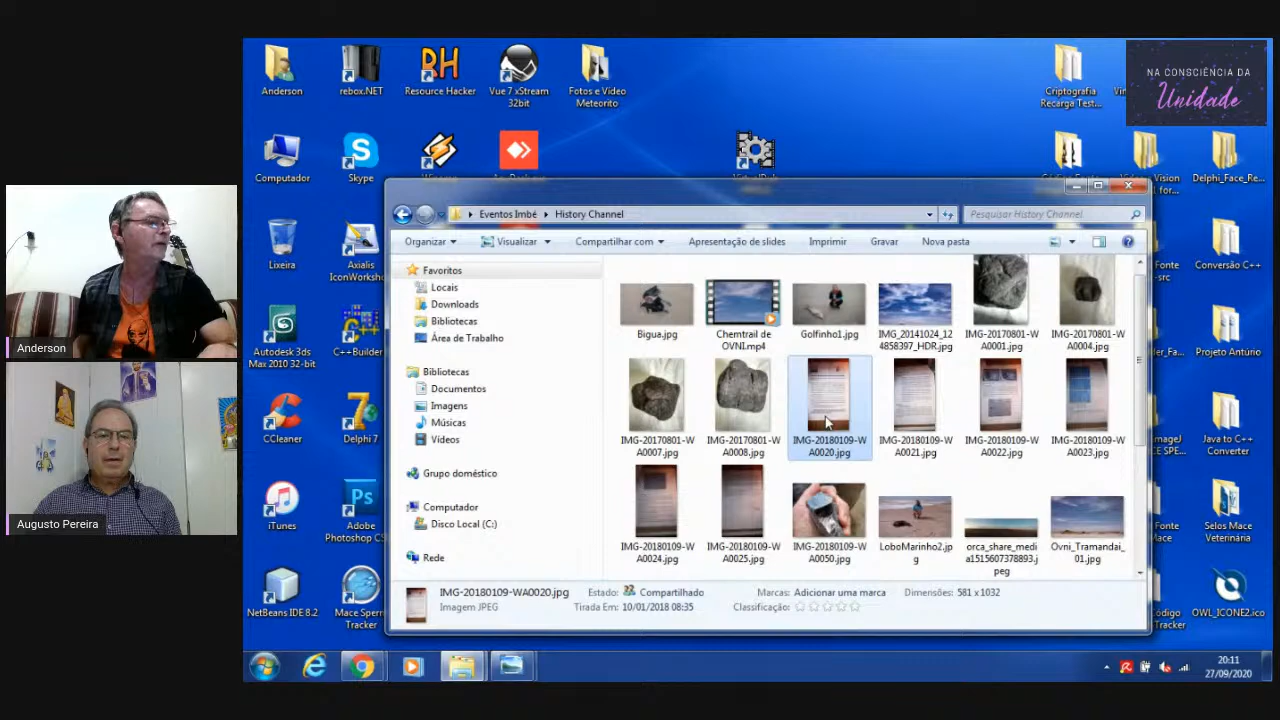 Anderson
rebox.NET
Resource Hacker
Vue 7 xStream
32bit
Fotos e Vídeo
Meteorito
Criptografia
Recarga Test...
NA CONSCIÊNCIA DA
Unidade
Computador
Skype
Delphi_Face_Re...
Eventos Imbé
History Channel
Pesquisar History Channel
Organizar
Visualizar
Compartilhar com
Apresentação de slides
Imprimir
Gravar
Nova pasta
Lixeira
Axialis
IconWorksho
Conversão C++
Favoritos
Locais
Downloads
Bibliotecas
Área de Trabalho
Bigua.jpg
Chemtrail de
OVNI.mp4
Golfinho1.jpg
IMG_20141024_12
4858397_HDR.jpg
IMG-20170801-W
A0001.jpg
IMG-20170801-W
A0004.jpg
Anderson
Autodesk 3ds
Max 2010 32-bit
C++Builder
Projeto Antúrio
Bibliotecas
Documentos
Imagens
Músicas
Vídeos
IMG-20170801-W
A0007.jpg
IMG-20170801-W
A0008.jpg
IMG-20180109-W
A0020.jpg
IMG-20180109-W
A0021.jpg
IMG-20180109-W
A0022.jpg
IMG-20180109-W
A0023.jpg
CCleaner
Delphi 7
Java to C++
Converter
Grupo doméstico
Computador
Disco Local (C:)
Rede
IMG-20180109-W
A0024.jpg
IMG-20180109-W
A0025.jpg
IMG-20180109-W
A0050.jpg
LoboMarinho2.jp
g
orca_share_medi
a1515607378893.j
peg
Ovni_Tramandai_
01.jpg
Augusto Pereira
iTunes
Adobe
Photoshop CS
Selos Mace
Veterinária
IMG-20180109-WA0020.jpg
Imagem JPEG
Estado:
Compartilhado
Tirada Em: 10/01/2018 08:35
Marcas: Adicionar uma marca
Classificação:
Dimensões: 581 x 1032
NetBeans IDE 8.2
Mace Sperm
Tracker
OWL_ICONE2.ico
20:11
27/09/2020